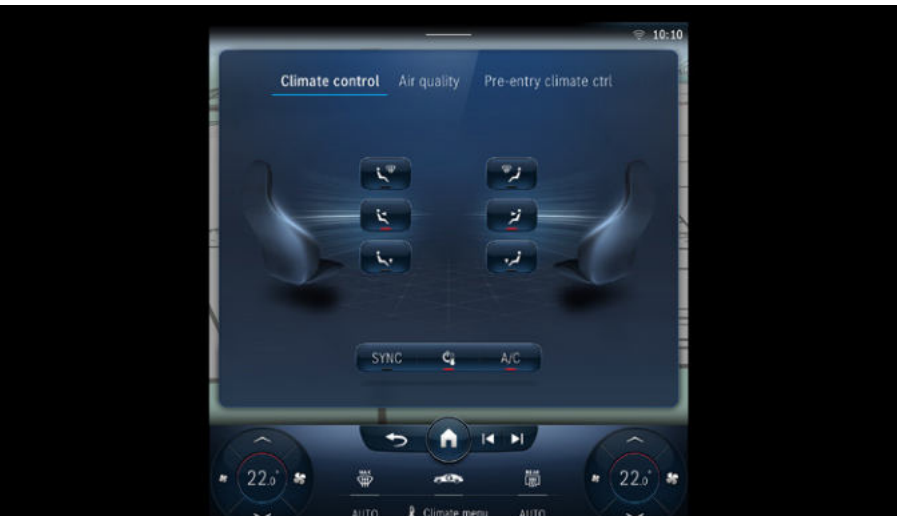 10:10
Climate control Air quality Pre-entry climate ctrl
SYNC A/C
22.0° 22.0°
MAX REAR
AUTO Climate menu AUTO